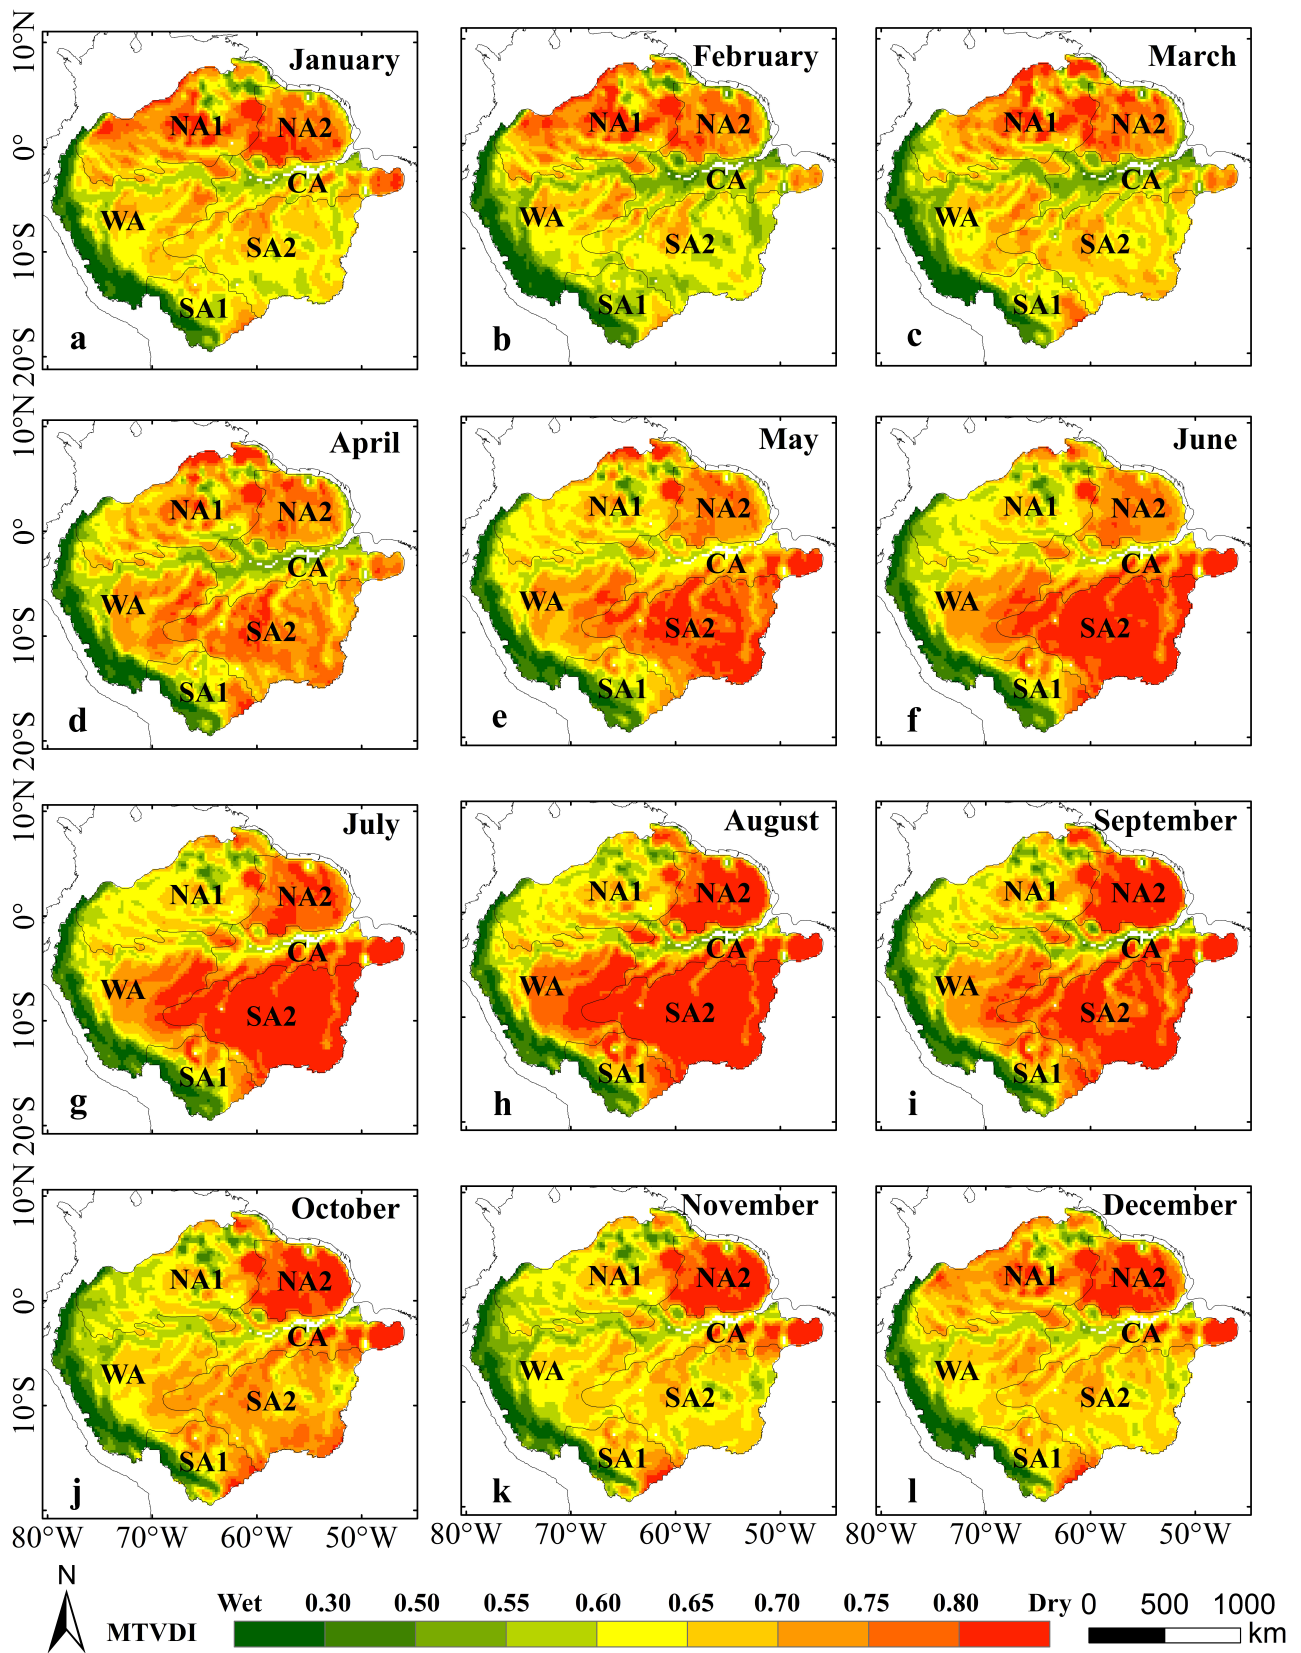 10°N
0°
10°S
20°S
January
NA1
NA2
CA
WA
SA2
SA1
a
February
NA1
NA2
CA
WA
SA2
SA1
b
March
NA1
NA2
CA
WA
SA2
SA1
c
10°N
0°
10°S
20°S
April
NA1
NA2
CA
WA
SA2
SA1
d
May
NA1
NA2
CA
WA
SA2
SA1
e
June
NA1
NA2
CA
WA
SA2
SA1
f
10°N
0°
10°S
20°S
July
NA1
NA2
CA
WA
SA2
SA1
g
August
NA1
NA2
CA
WA
SA2
SA1
h
September
NA1
NA2
CA
WA
SA2
SA1
i
10°N
0°
10°S
October
NA1
NA2
CA
WA
SA2
SA1
j
November
NA1
NA2
CA
WA
SA2
SA1
k
December
NA1
NA2
CA
WA
SA2
SA1
l
80°W 70°W 60°W 50°W 80°W 70°W 60°W 50°W 80°W 70°W 60°W 50°W
N
Wet 0.30 0.50 0.55 0.60 0.65 0.70 0.75 0.80 Dry
MTVDI
0 500 1000
km